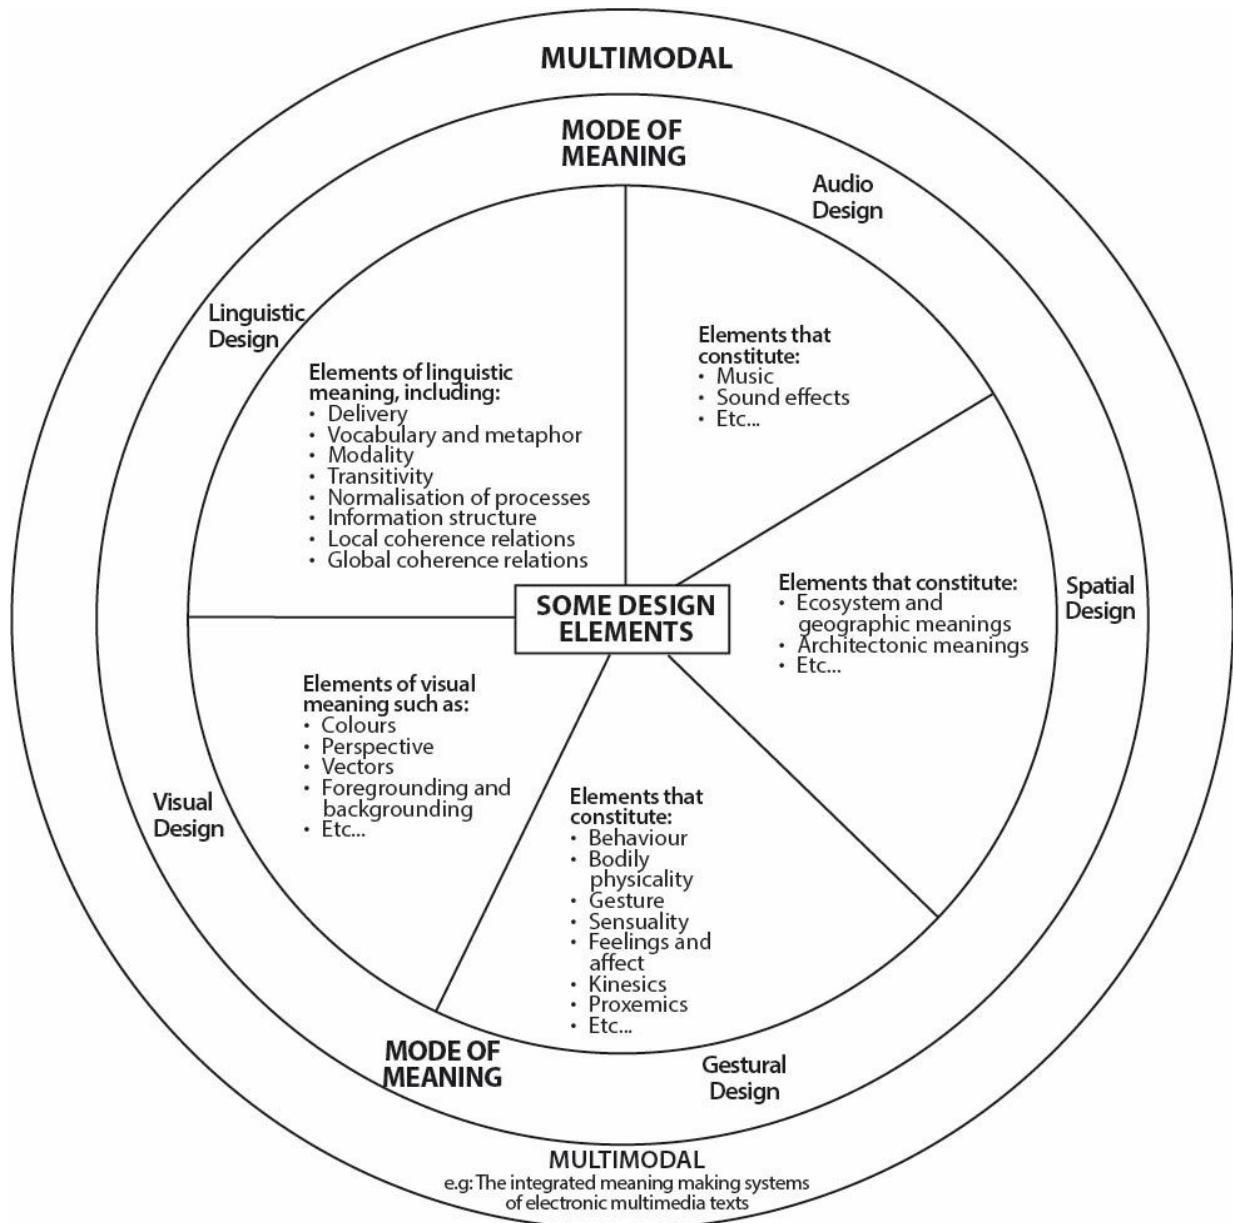 MULTIMODAL
MODE OF
MEANING
Audio
Design
Linguistic
Design
Elements that
constitute:
• Music
• Sound effects
• Etc...
Elements of linguistic
meaning, including:
• Delivery
• Vocabulary and metaphor
• Modality
• Transitivity
• Normalisation of processes
• Information structure
• Local coherence relations
• Global coherence relations
SOME DESIGN
ELEMENTS
Elements that constitute:
• Ecosystem and
geographic meanings
• Architectonic meanings
• Etc...
Spatial
Design
Elements of visual
meaning such as:
• Colours
• Perspective
• Vectors
• Foregrounding and
backgrounding
• Etc...
Visual
Design
Elements that
constitute:
• Behaviour
• Bodily
physicality
• Gesture
• Sensuality
• Feelings and
affect
• Kinesics
• Proxemics
• Etc...
MODE OF
MEANING
Gestural
Design
MULTIMODAL
e.g: The integrated meaning making systems
of electronic multimedia texts